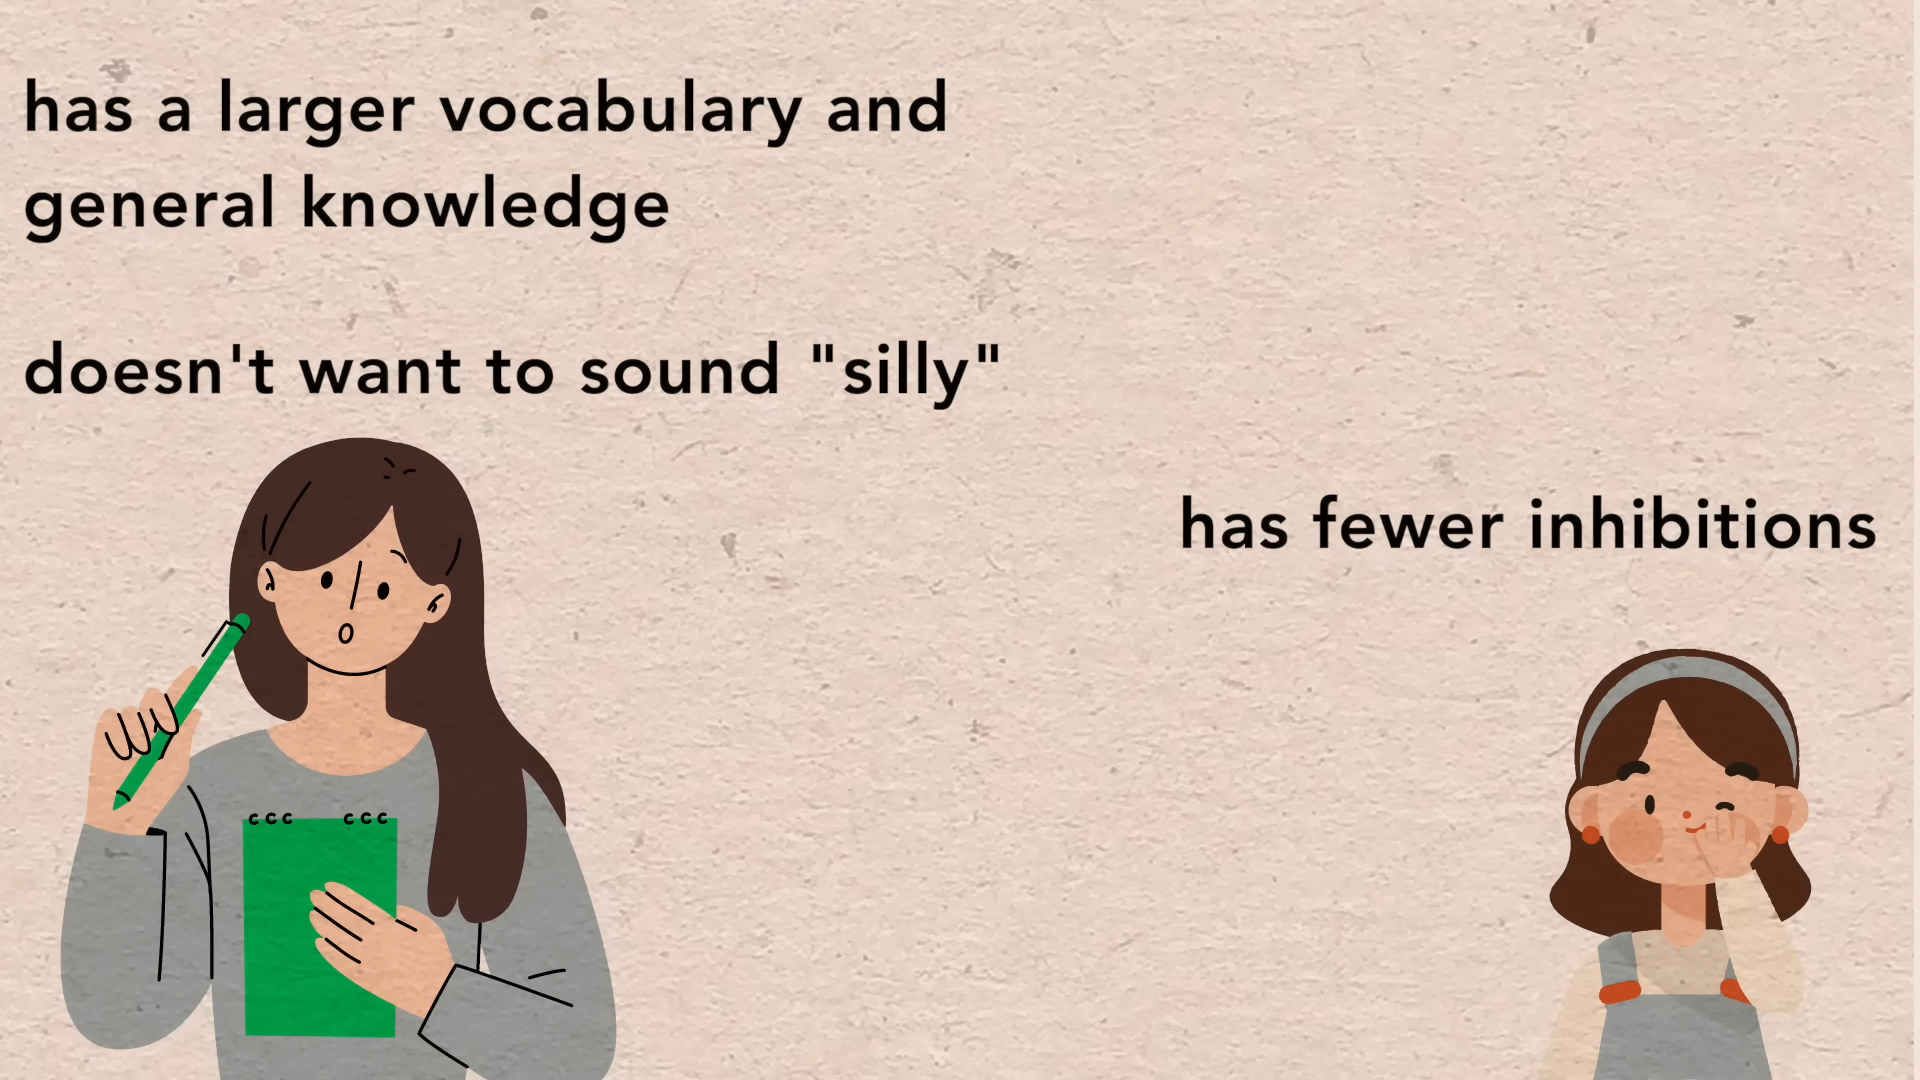 has a larger vocabulary and
general knowledge
doesn't want to sound "silly"
has fewer inhibitions